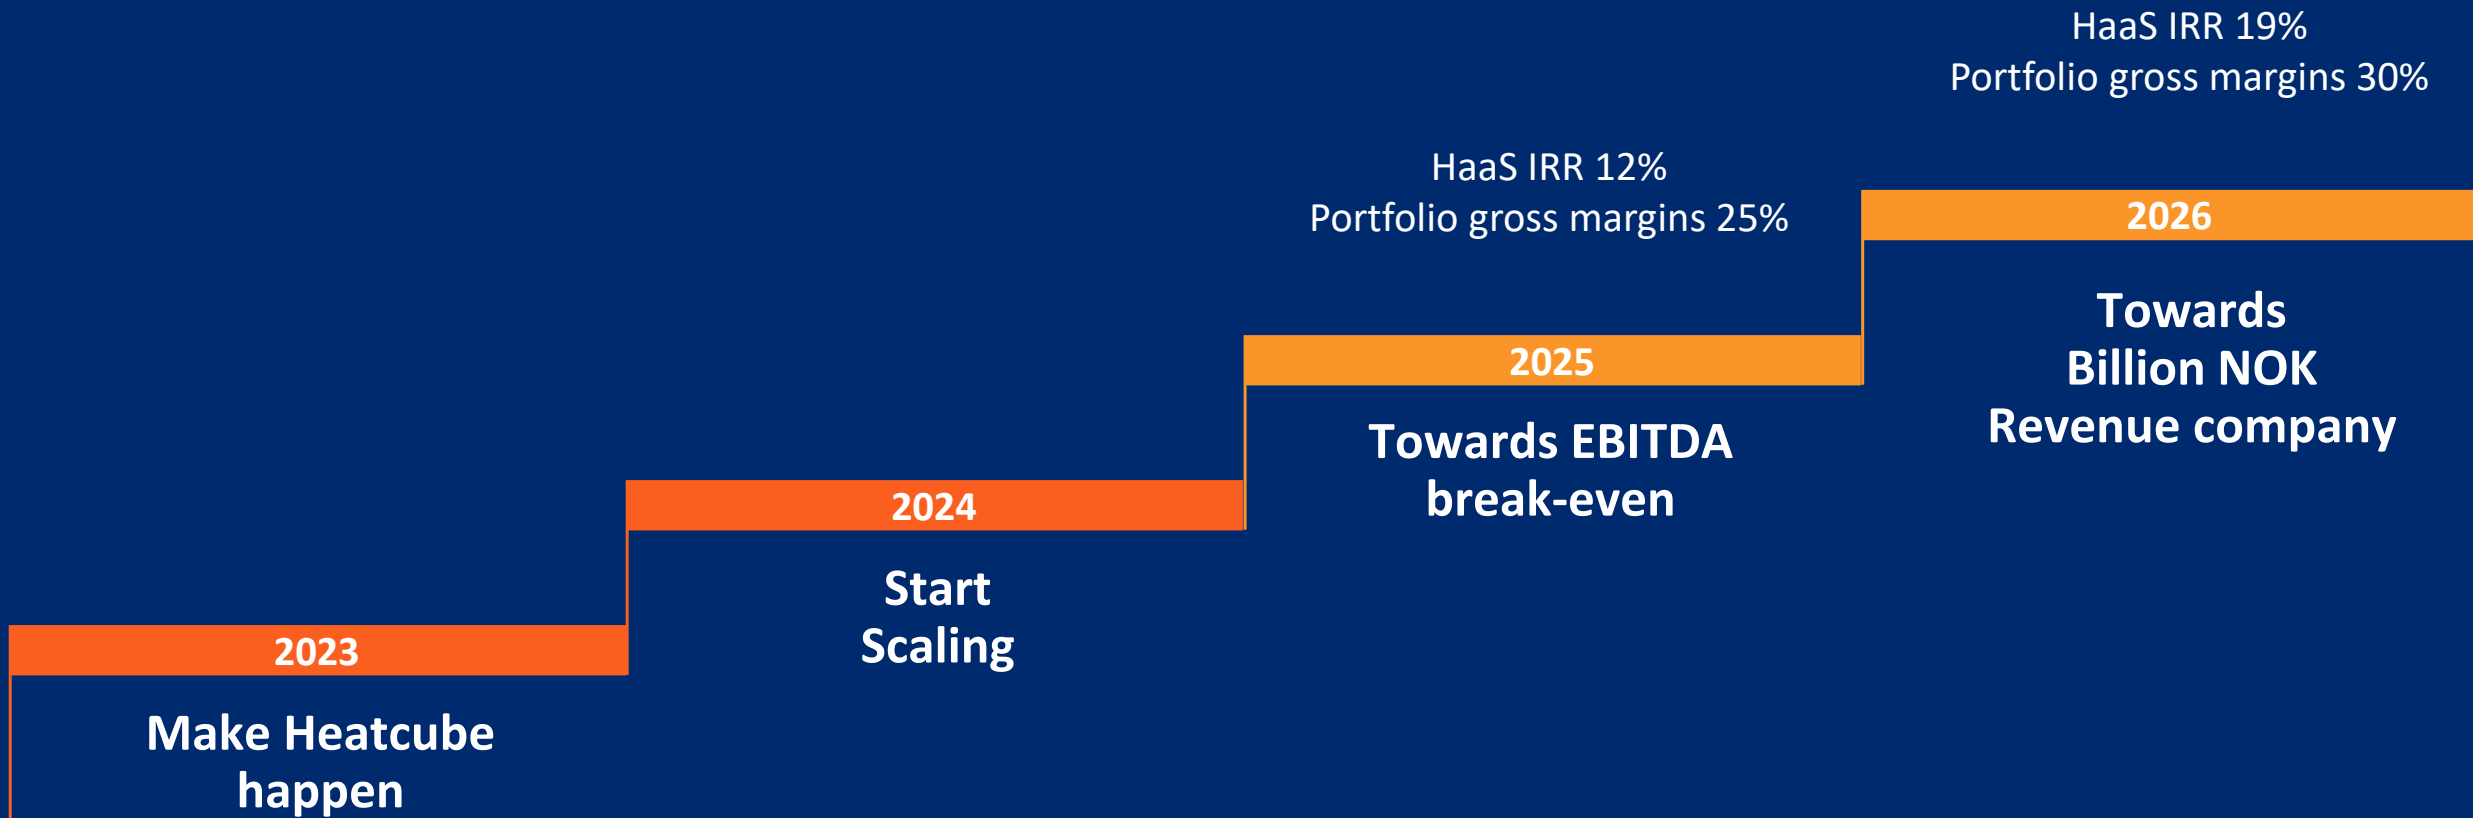 2023
Make Heatcube
happen
2024
Start
Scaling
HaaS IRR 12%
Portfolio gross margins 25%
2025
Towards EBITDA
break-even
HaaS IRR 19%
Portfolio gross margins 30%
2026
Towards
Billion NOK
Revenue company